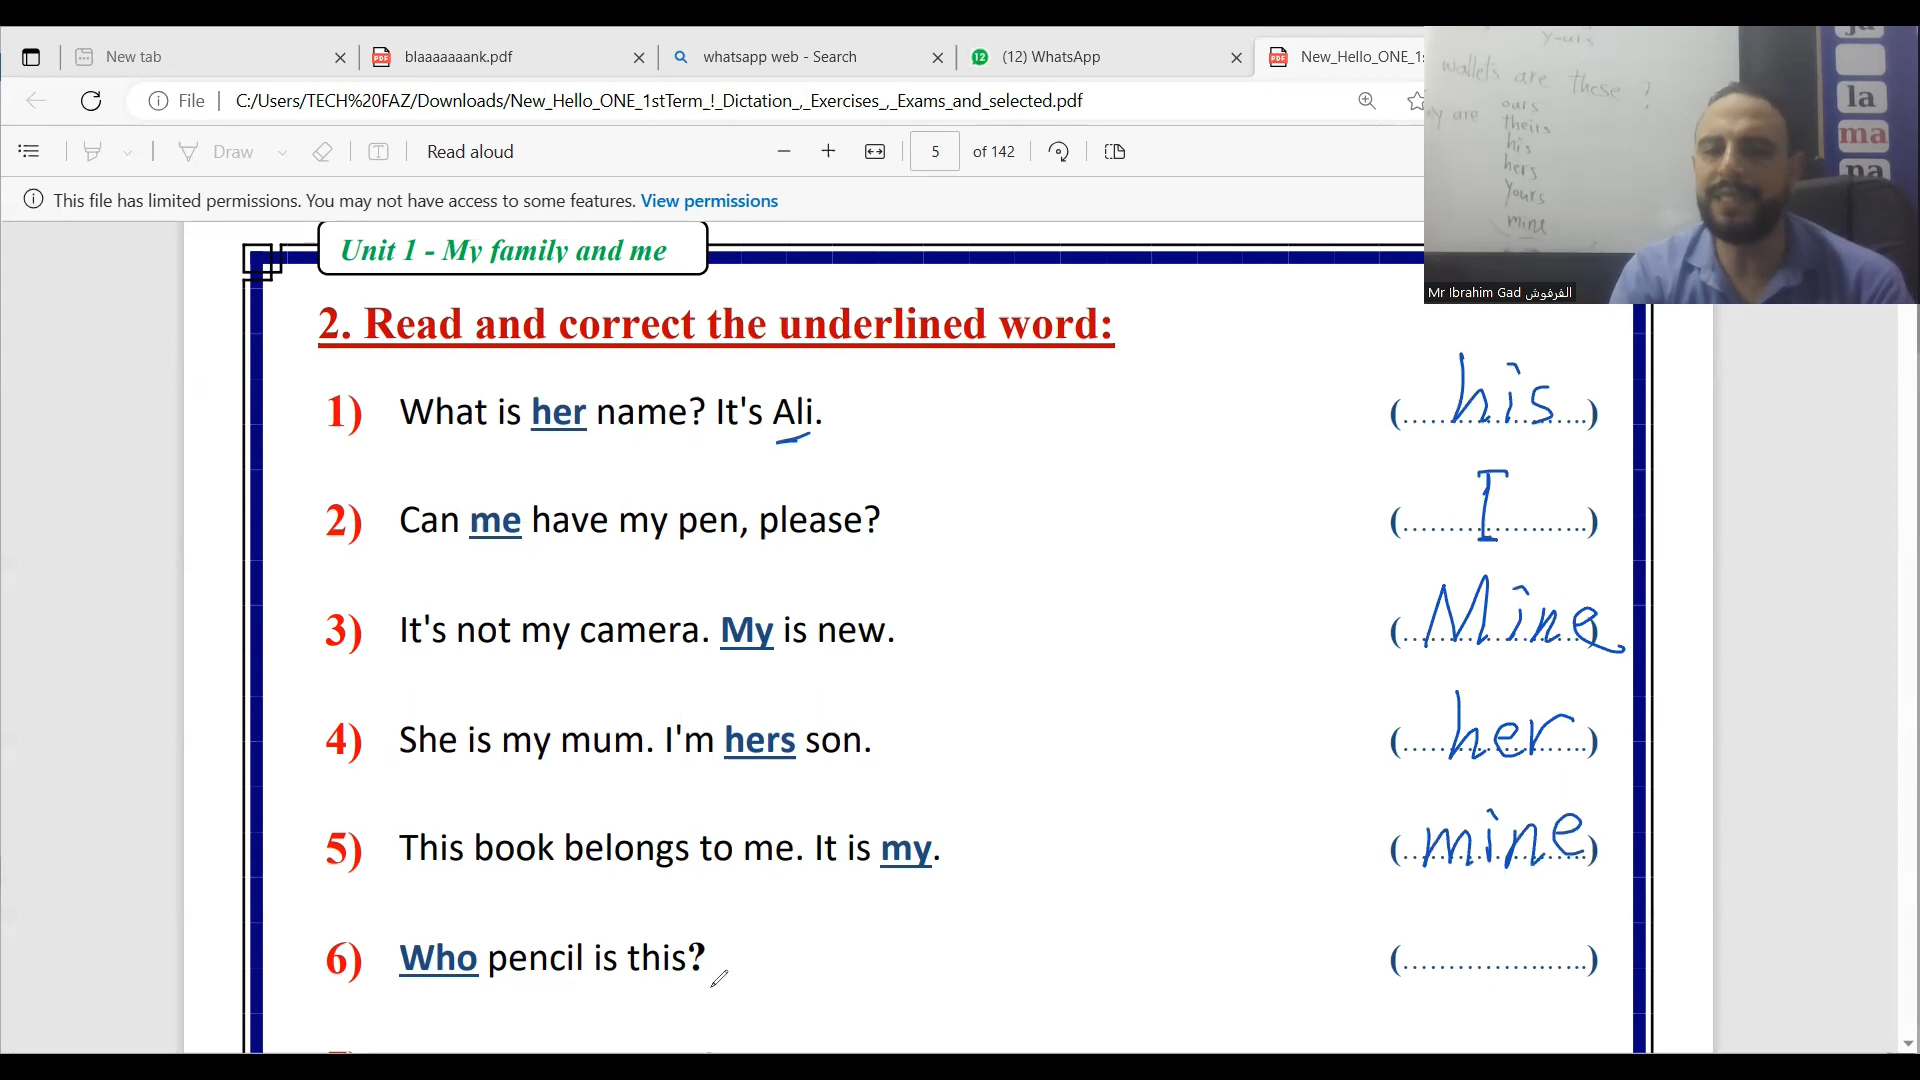 New tab
blaaaaaaank.pdf
whatsapp web - Search
12
(12) WhatsApp
New_Hello_ONE_1s
File
C:/Users/TECH%20FAZ/Downloads/New_Hello_ONE_1stTerm_!_Dictation_,_Exercises_,_Exams_and_selected.pdf
Draw
Read aloud
5
of 142
This file has limited permissions. You may not have access to some features. View permissions
yours
wallets are these ?
are
ours
theirs
his
hers
yours
mine
la
ma
na
Mr Ibrahim Gad الفرفوش
Unit 1 - My family and me
2. Read and correct the underlined word:
1) What is her name? It's Ali. (.....his.....)
2) Can me have my pen, please? (.....I.....)
3) It's not my camera. My is new. (.....Mine.....)
4) She is my mum. I'm hers son. (.....her.....)
5) This book belongs to me. It is my. (.....mine.....)
6) Who pencil is this? (....................)